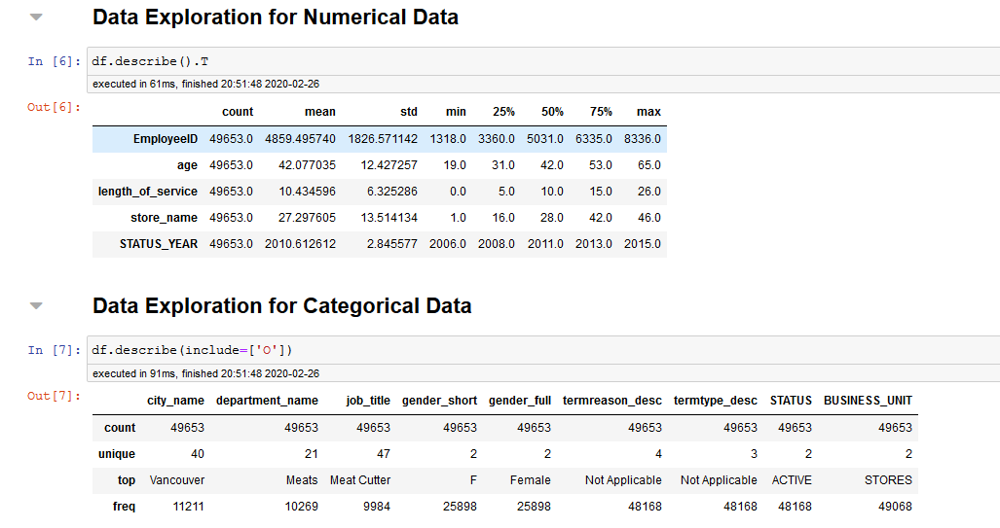 Data Exploration for Numerical Data
In [6]: df.describe().T
executed in 61ms, finished 20:51:48 2020-02-26
Out[6]:
count mean std min 25% 50% 75% max
EmployeeID 49653.0 4859.495740 1826.571142 1318.0 3360.0 5031.0 6335.0 8336.0
age 49653.0 42.077035 12.427257 19.0 31.0 42.0 53.0 65.0
length_of_service 49653.0 10.434596 6.325286 0.0 5.0 10.0 15.0 26.0
store_name 49653.0 27.297605 13.514134 1.0 16.0 28.0 42.0 46.0
STATUS_YEAR 49653.0 2010.612612 2.845577 2006.0 2008.0 2011.0 2013.0 2015.0
Data Exploration for Categorical Data
In [7]: df.describe(include=['O'])
executed in 91ms, finished 20:51:48 2020-02-26
Out[7]:
city_name department_name job_title gender_short gender_full termreason_desc termtype_desc STATUS BUSINESS_UNIT
count 49653 49653 49653 49653 49653 49653 49653 49653 49653
unique 40 21 47 2 2 4 3 2 2
top Vancouver Meats Meat Cutter F Female Not Applicable Not Applicable ACTIVE STORES
freq 11211 10269 9984 25898 25898 48168 48168 48168 49068